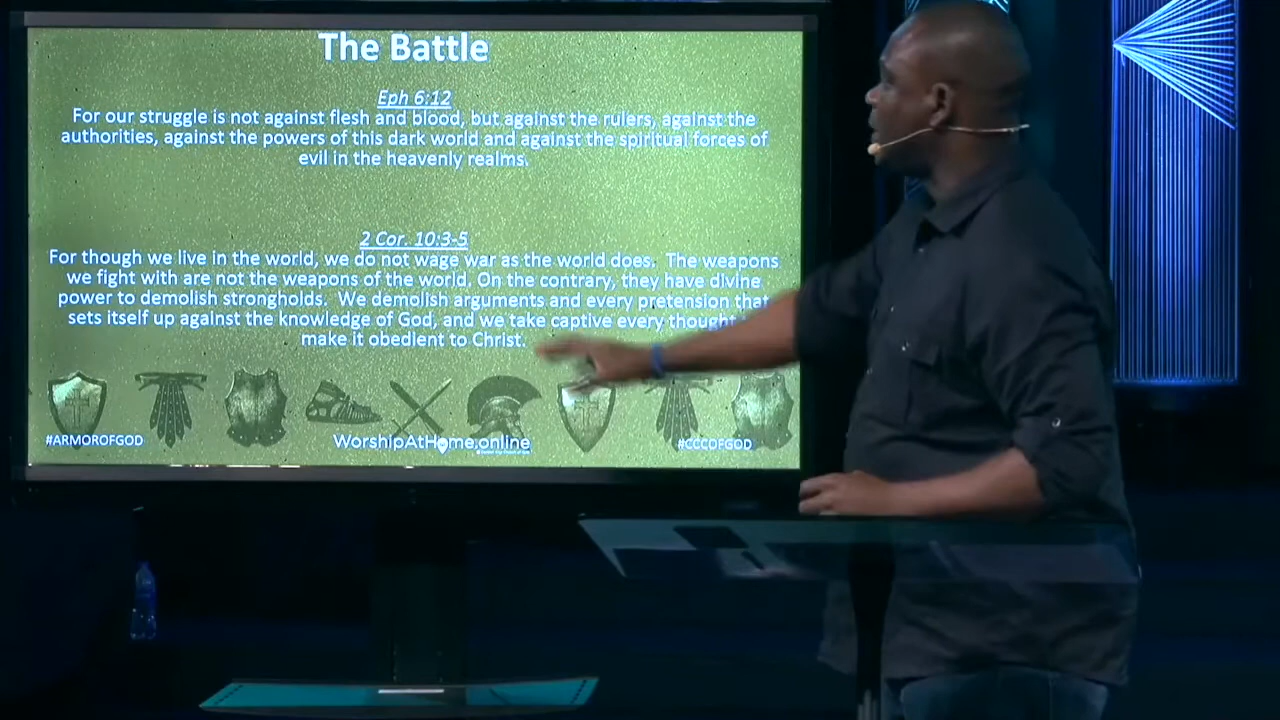 The Battle
Eph 6:12
For our struggle is not against flesh and blood, but against the rulers, against the
authorities, against the powers of this dark world and against the spiritual forces of
evil in the heavenly realms.
2 Cor. 10:3-5
For though we live in the world, we do not wage war as the world does. The weapons
we fight with are not the weapons of the world. On the contrary, they have divine
power to demolish strongholds. We demolish arguments and every pretension that
sets itself up against the knowledge of God, and we take captive every thought
make it obedient to Christ.
#ARMOROFGOD
WorshipAtHome.online
#CCCOFGOD